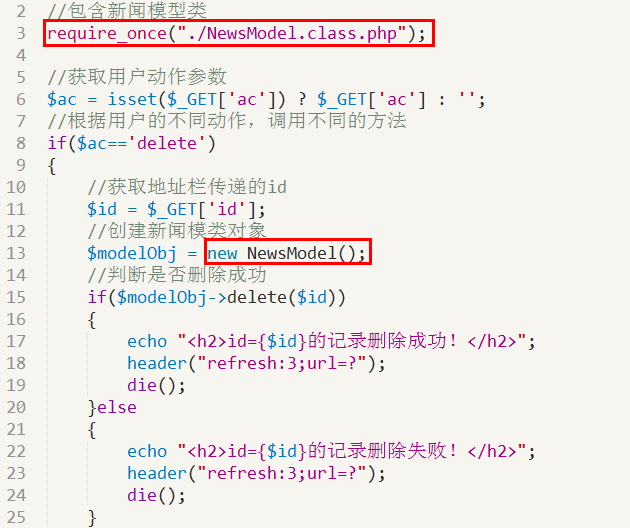 2 //包含新闻模型类
3 require_once("./NewsModel.class.php");
4
5 //获取用户动作参数
6 $ac = isset($_GET['ac']) ? $_GET['ac'] : '';
7 //根据用户的不同动作，调用不同的方法
8 if($ac=='delete')
9 {
10 //获取地址栏传递的id
11 $id = $_GET['id'];
12 //创建新闻模类对象
13 $modelObj = new NewsModel();
14 //判断是否删除成功
15 if($modelObj->delete($id))
16 {
17 echo "<h2>id={$id}的记录删除成功！</h2>";
18 header("refresh:3;url=?");
19 die();
20 }else
21 {
22 echo "<h2>id={$id}的记录删除失败！</h2>";
23 header("refresh:3;url=?");
24 die();
25 }